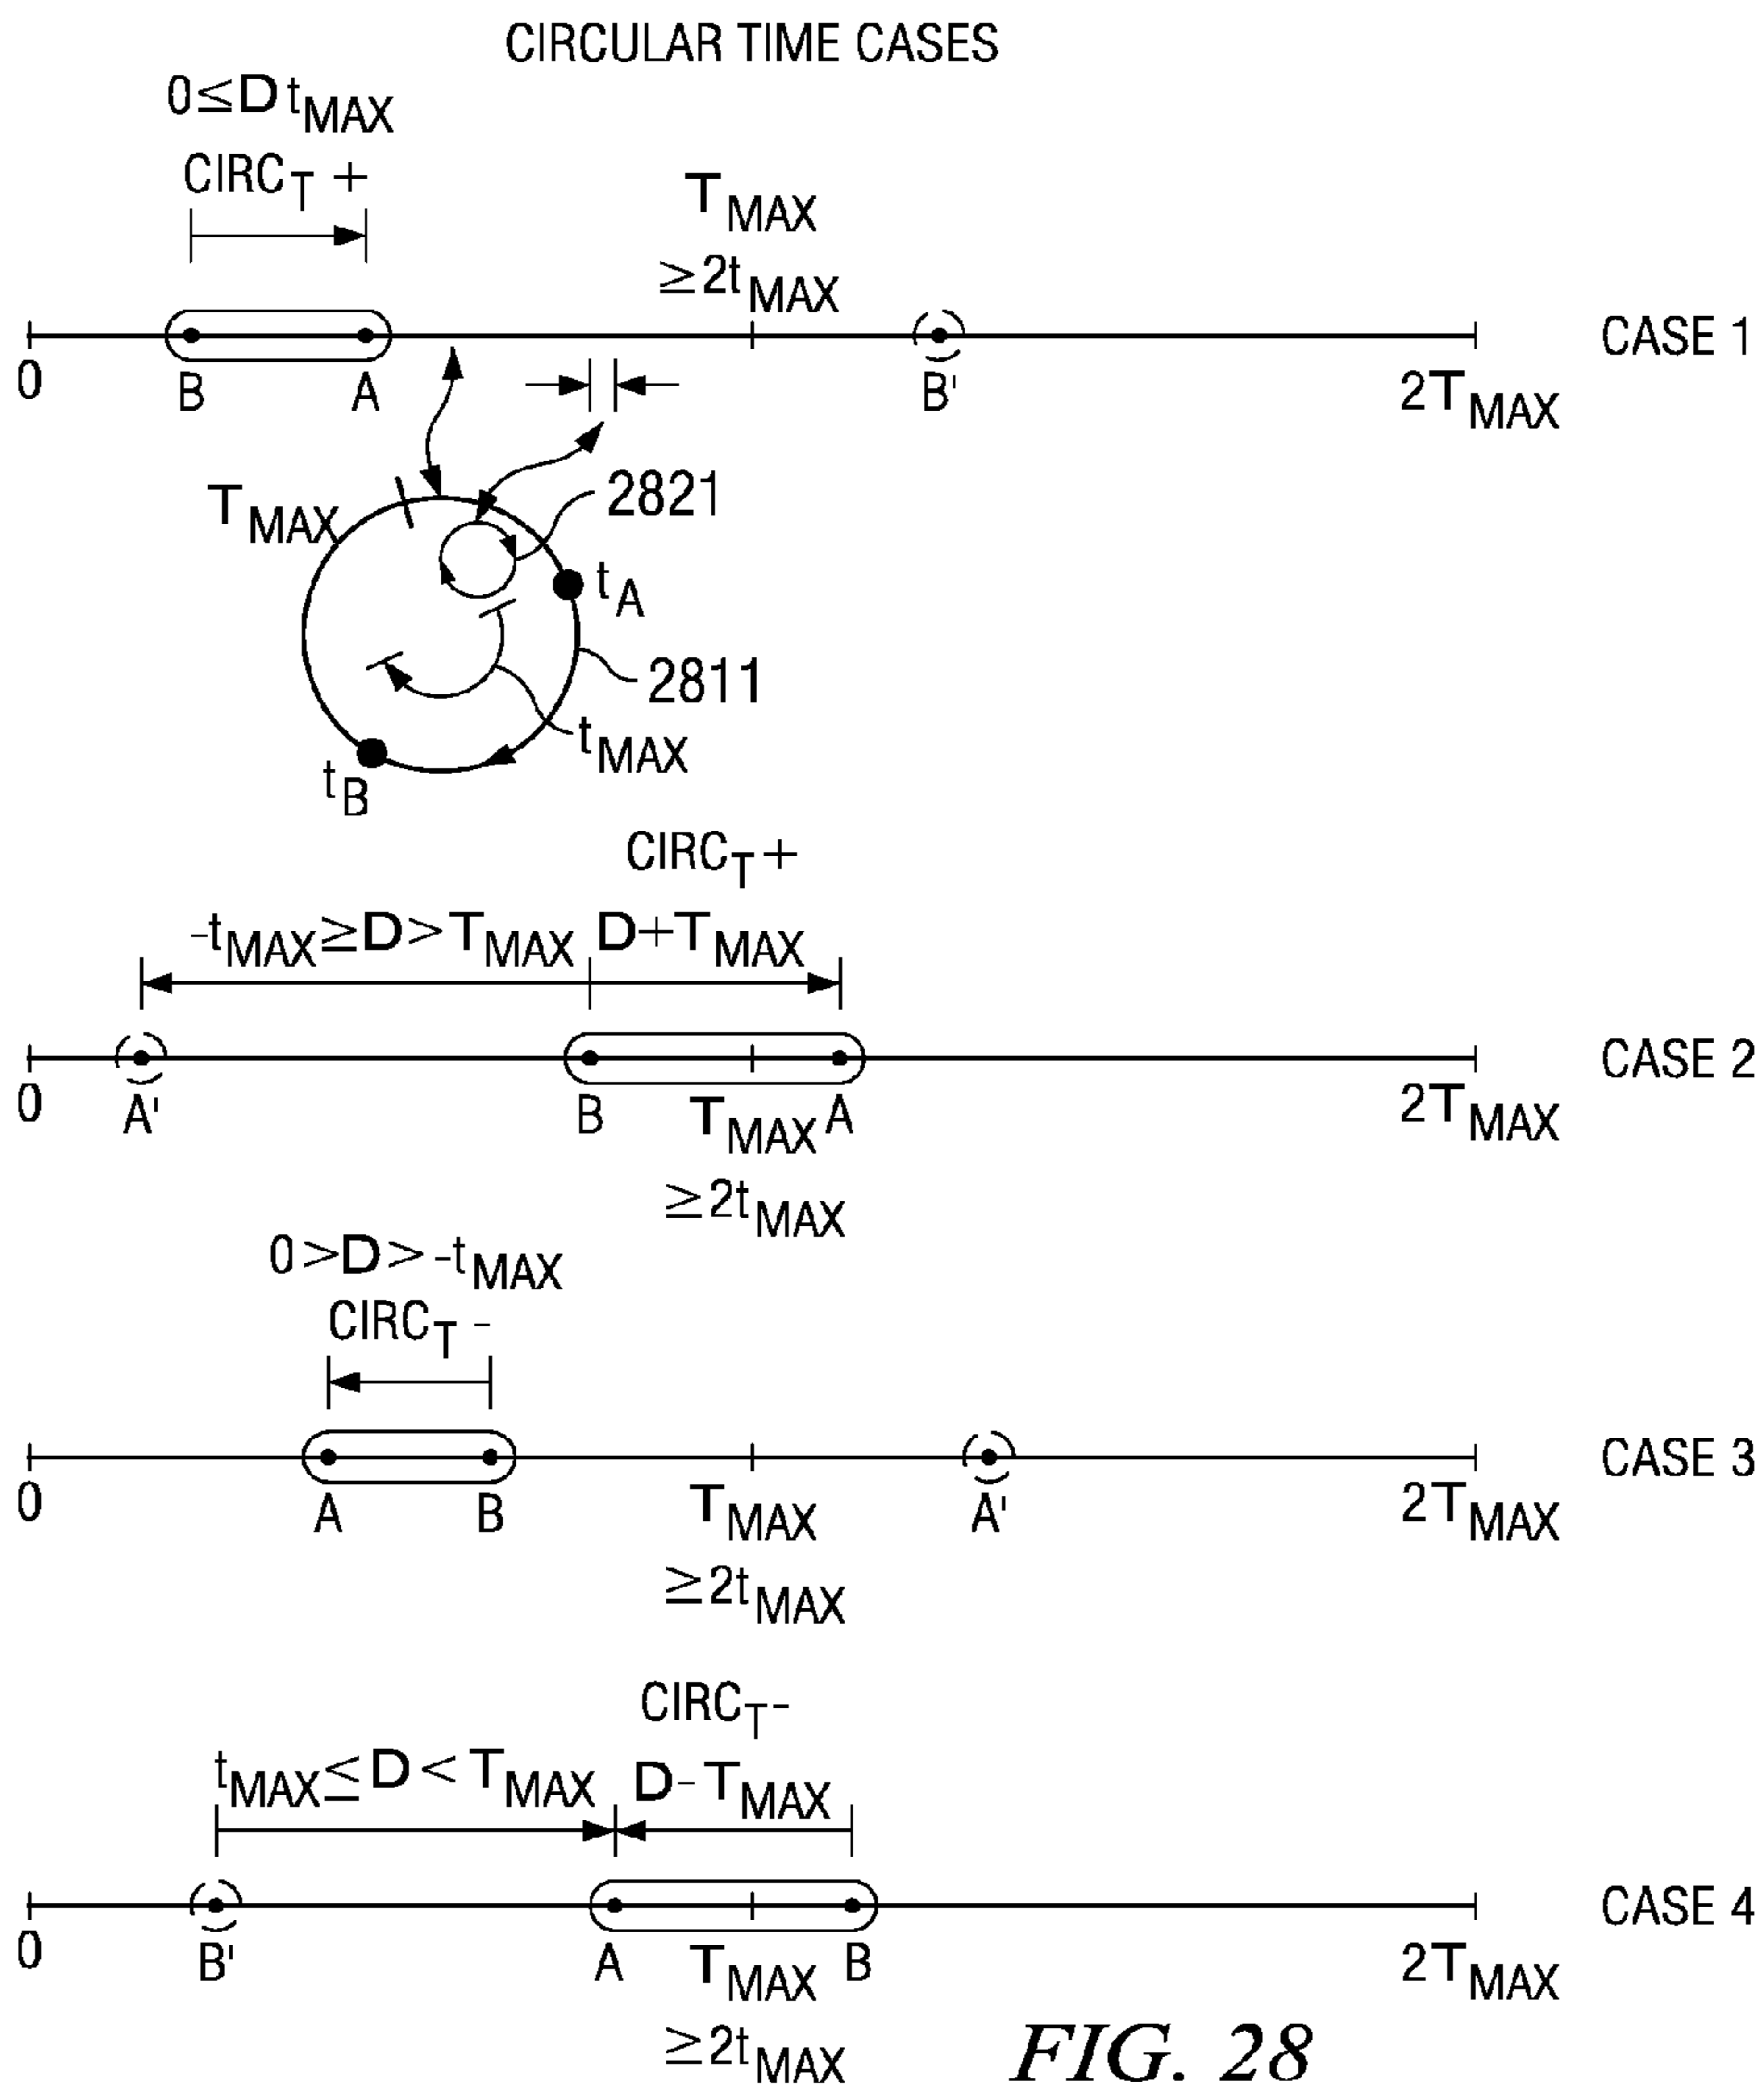 CIRCULAR TIME CASES
0≤D tMAX
CIRCT +
TMAX
≥2tMAX
CASE 1
0
B
A
B'
2TMAX
TMAX
2821
tA
2811
tMAX
tB
CIRCT+
-tMAX≥D>TMAX D+TMAX
CASE 2
0
A'
B
TMAX
A
2TMAX
≥2tMAX
0>D>-tMAX
CIRCT -
CASE 3
0
A
B
TMAX
A'
2TMAX
≥2tMAX
CIRCT-
tMAX≤D<TMAX D-TMAX
CASE 4
0
B'
A
TMAX
B
2TMAX
≥2tMAX
FIG. 28